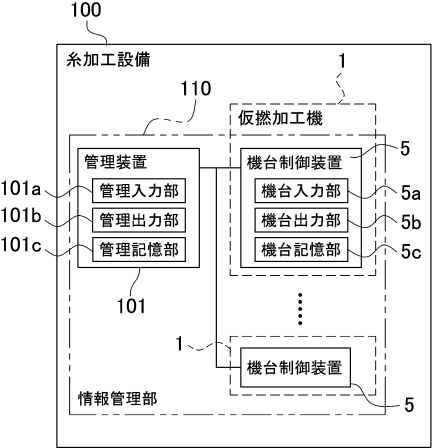 100
糸加工設備
1
110
仮撚加工機
管理装置
機台制御装置
5
101a
管理入力部
機台入力部
5a
101b
管理出力部
機台出力部
5b
101c
管理記憶部
機台記憶部
5c
101
1
機台制御装置
情報管理部
5